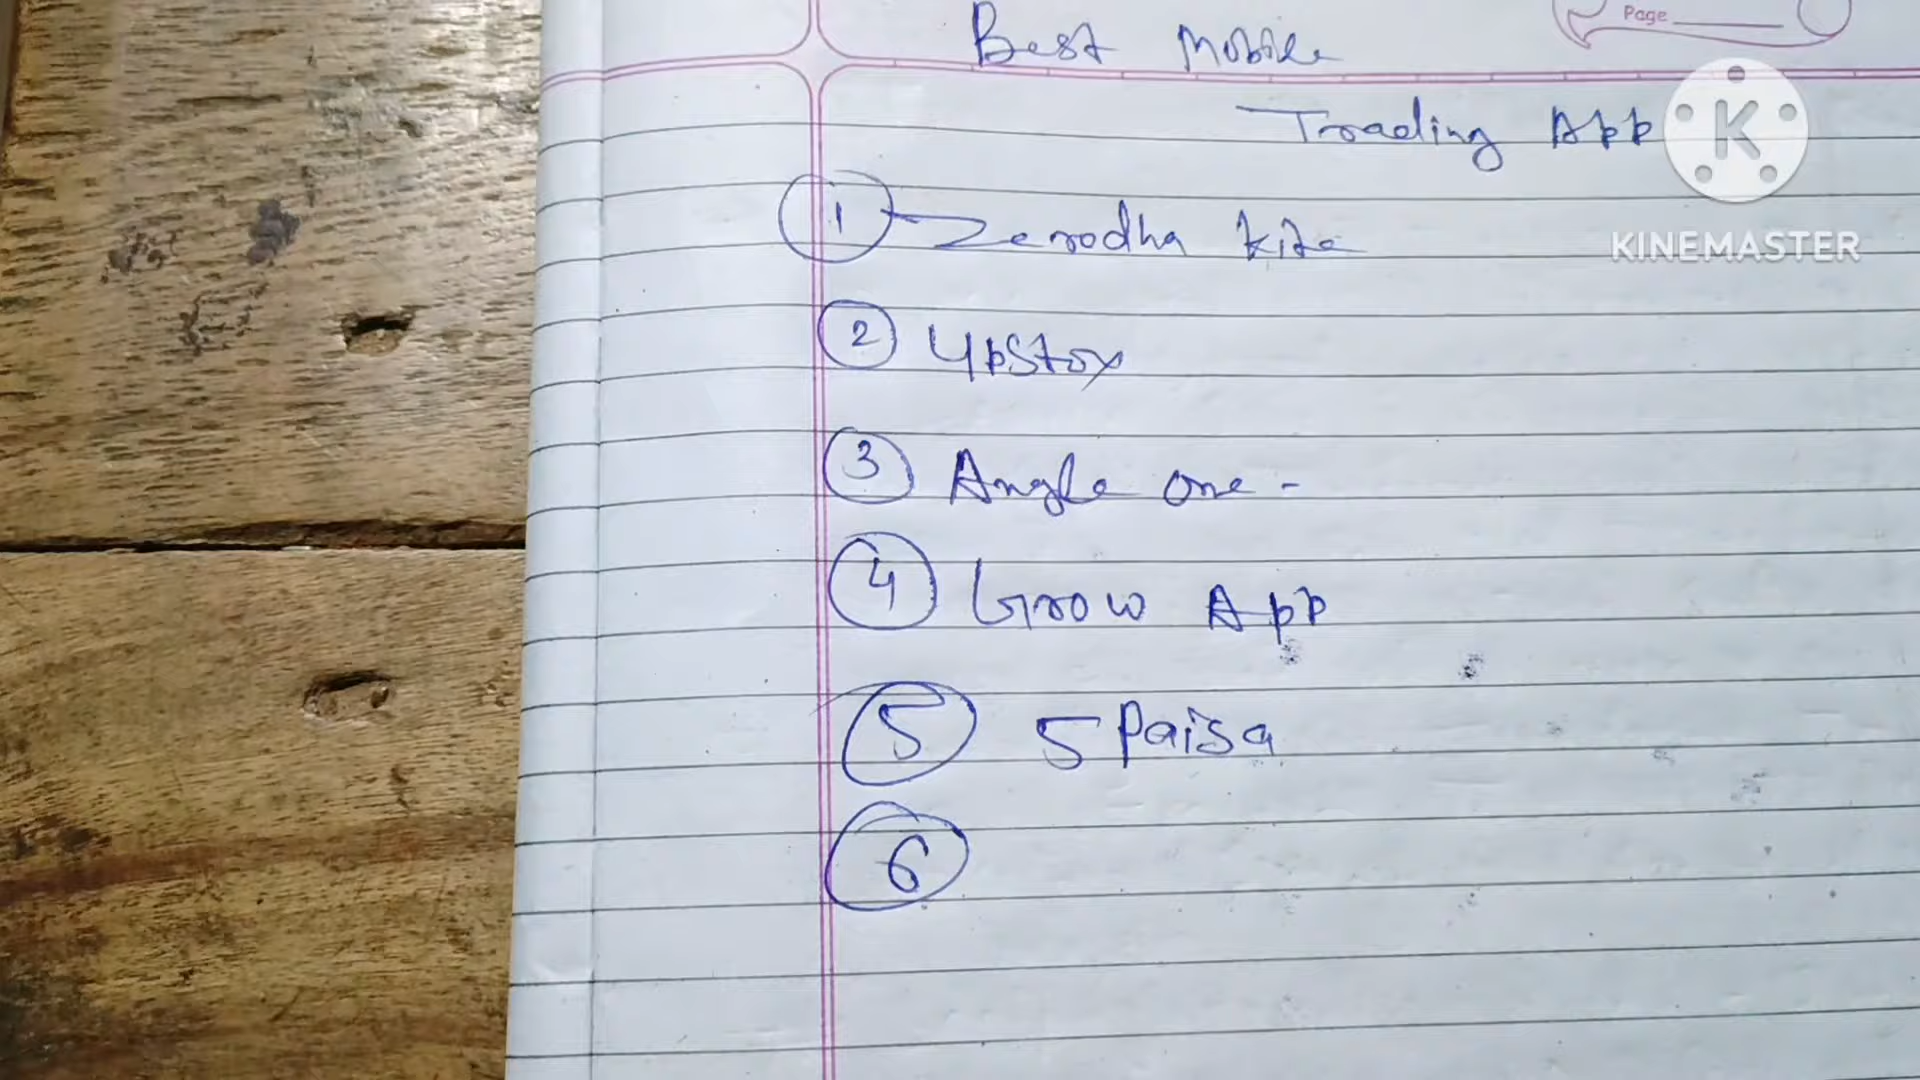 Page
Best Mobile
Trading App
1 Zerodha kite
2 Upstox
3 Angle one -
4 Grow App
5 5 Paisa
6
K
KINEMASTER